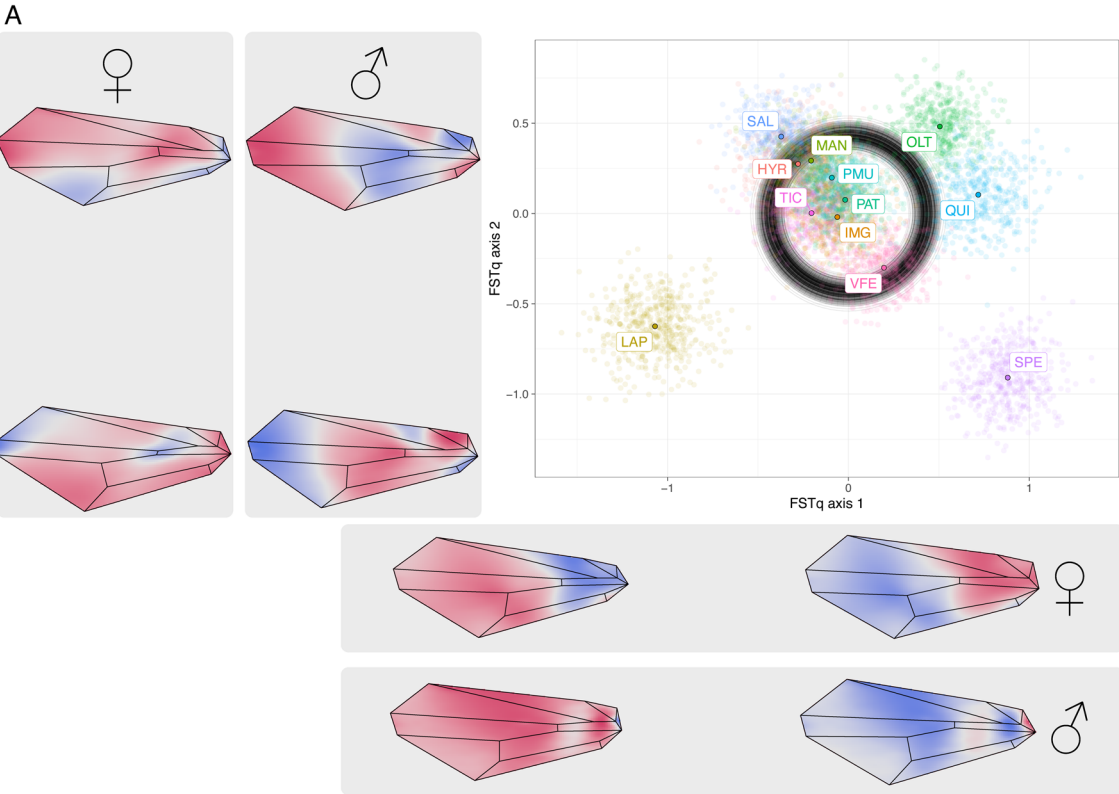 A
♀
♂
SAL
OLT
MAN
HYR
PMU
TIC
PAT
QUI
IMG
VFE
LAP
SPE
0.5
0.0
−0.5
−1.0
FSTq axis 2
−1
0
1
FSTq axis 1
♀
♂